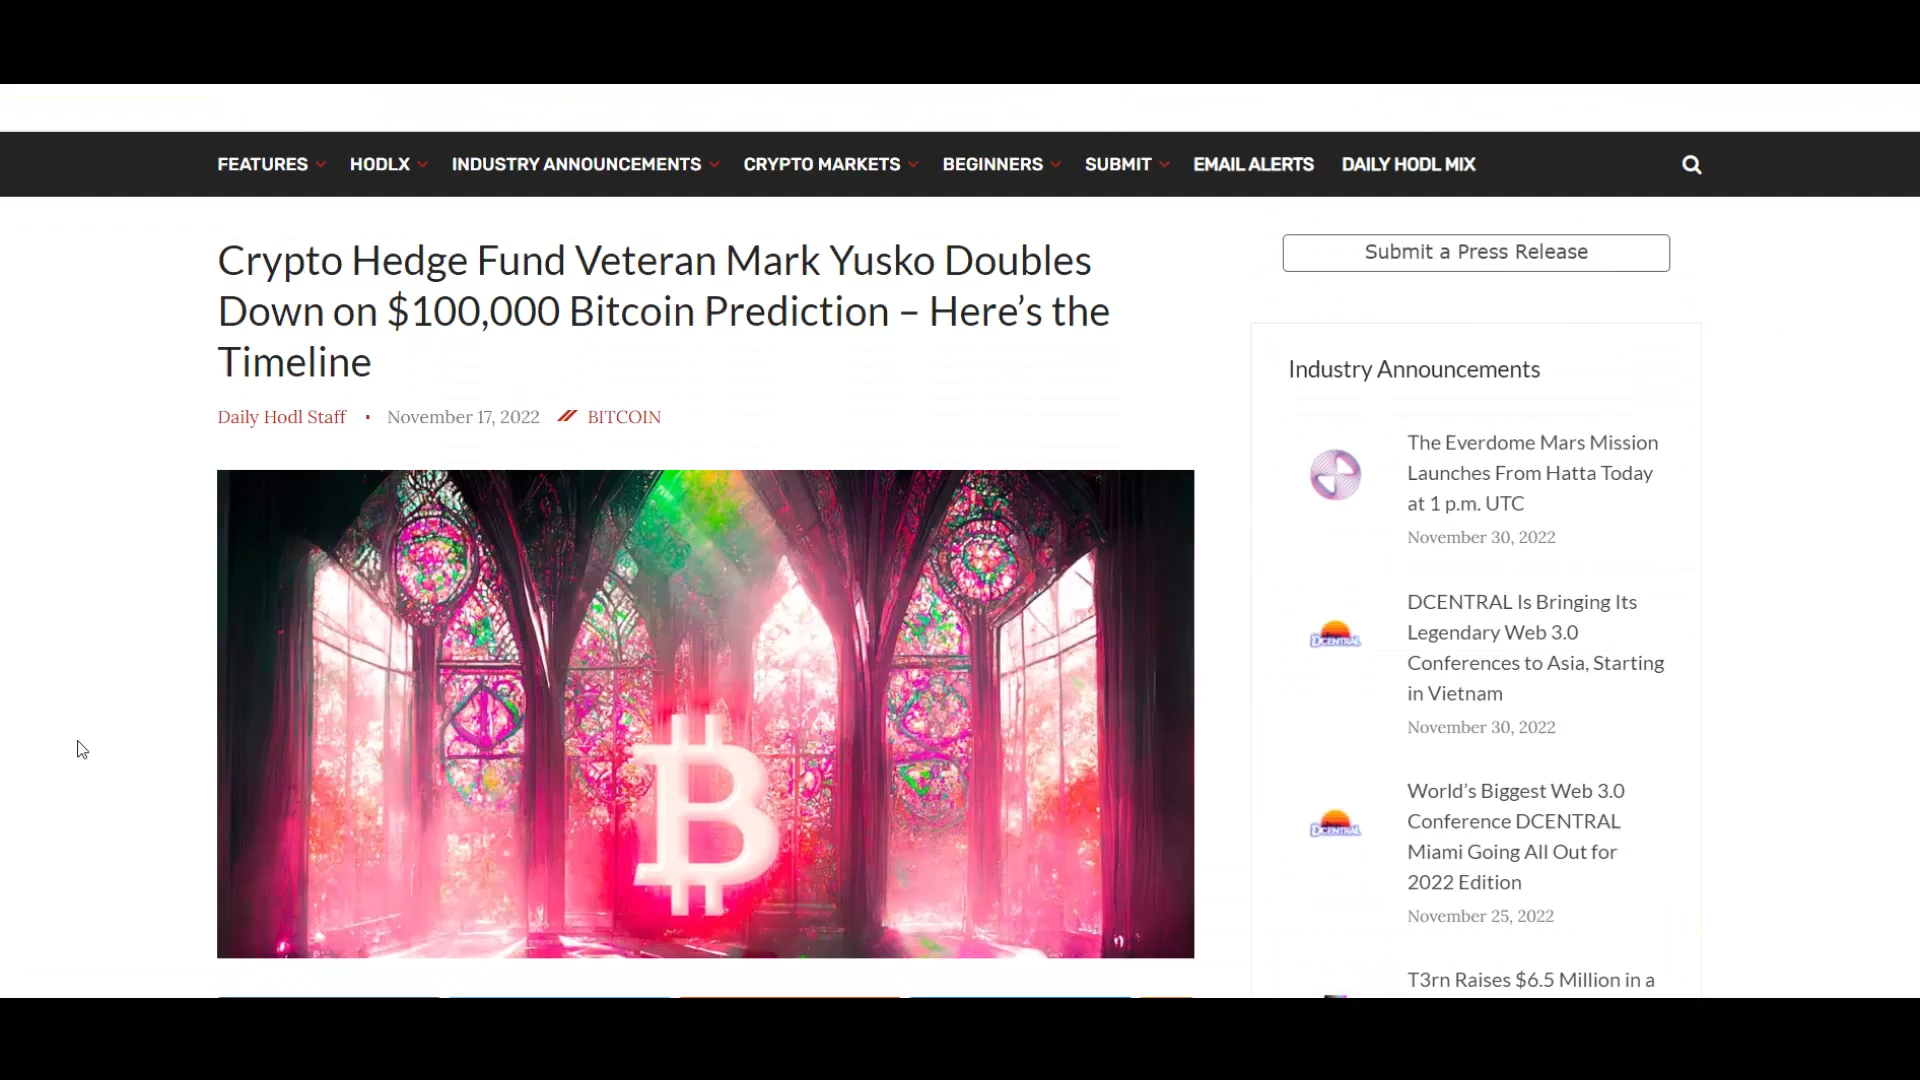 FEATURES HODLX INDUSTRY ANNOUNCEMENTS CRYPTO MARKETS BEGINNERS SUBMIT EMAIL ALERTS DAILY HODL MIX
Crypto Hedge Fund Veteran Mark Yusko Doubles
Down on $100,000 Bitcoin Prediction – Here’s the
Timeline
Daily Hodl Staff · November 17, 2022 BITCOIN
Submit a Press Release
Industry Announcements
The Everdome Mars Mission
Launches From Hatta Today
at 1 p.m. UTC
November 30, 2022
DCENTRAL
DCENTRAL Is Bringing Its
Legendary Web 3.0
Conferences to Asia, Starting
in Vietnam
November 30, 2022
DCENTRAL
World’s Biggest Web 3.0
Conference DCENTRAL
Miami Going All Out for
2022 Edition
November 25, 2022
T3rn Raises $6.5 Million in a